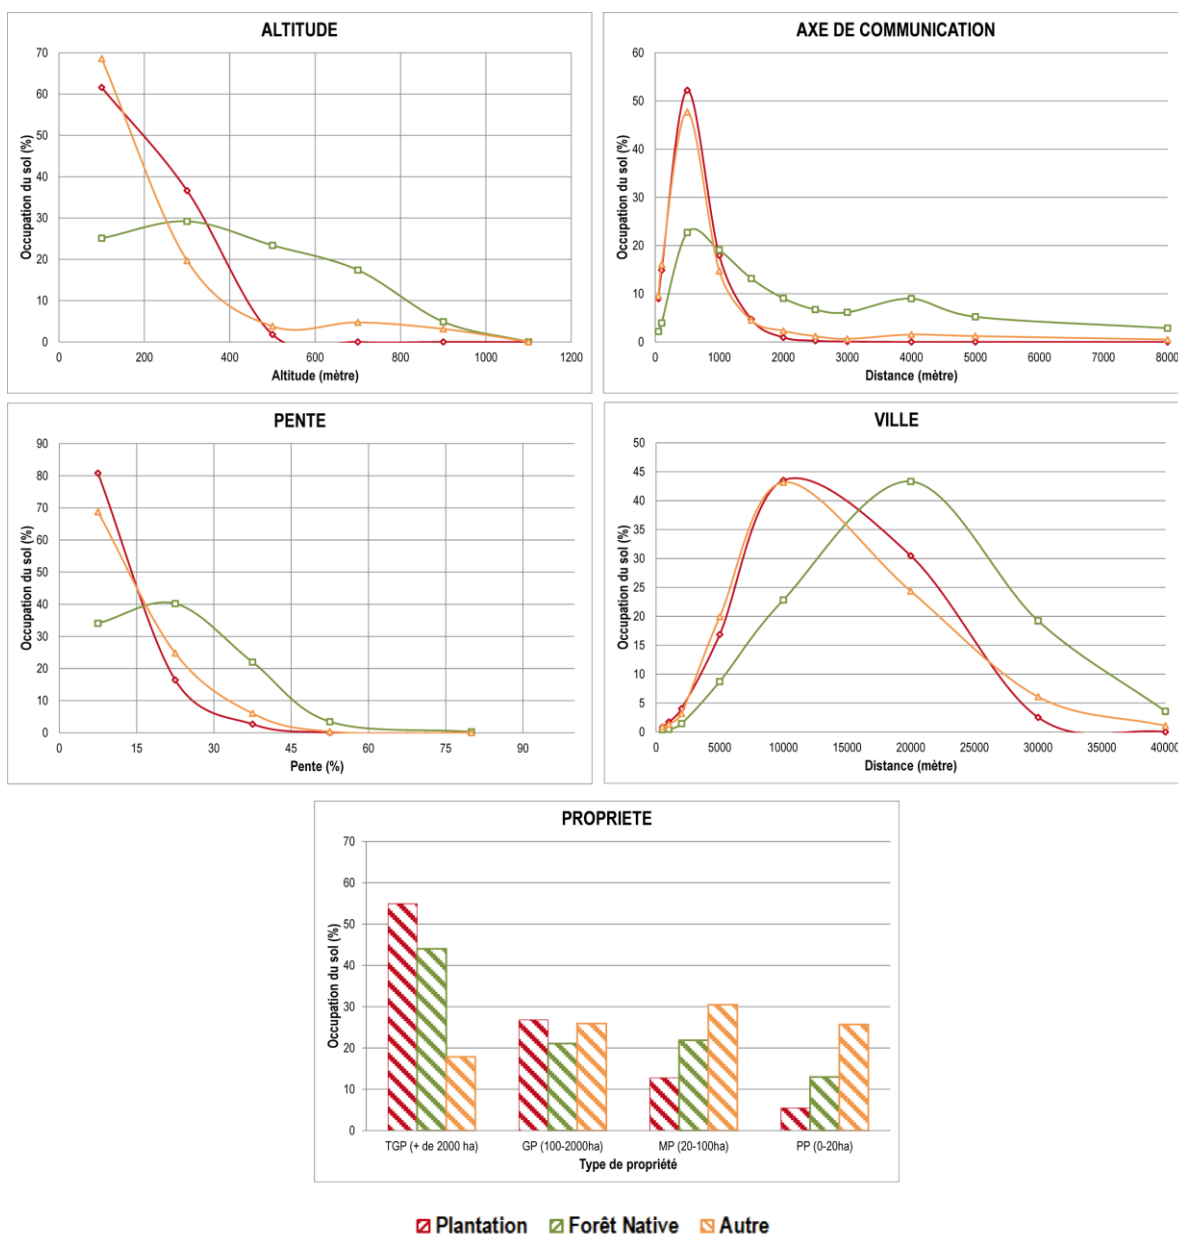 ALTITUDE
Occupation du sol (%)
70
60
50
40
30
20
10
0
0 200 400 600 800 1000 1200
Altitude (mètre)
AXE DE COMMUNICATION
Occupation du sol (%)
60
50
40
30
20
10
0
0 1000 2000 3000 4000 5000 6000 7000 8000
Distance (mètre)
PENTE
Occupation du sol (%)
90
80
70
60
50
40
30
20
10
0
0 15 30 45 60 75 90
Pente (%)
VILLE
Occupation du sol (%)
50
45
40
35
30
25
20
15
10
5
0
0 5000 10000 15000 20000 25000 30000 35000 40000
Distance (mètre)
PROPRIETE
Occupation du sol (%)
70
60
50
40
30
20
10
0
TGP (+ de 2000 ha) GP (100-2000ha) MP (20-100ha) PP (0-20ha)
Type de propriété
Plantation Forêt Native Autre